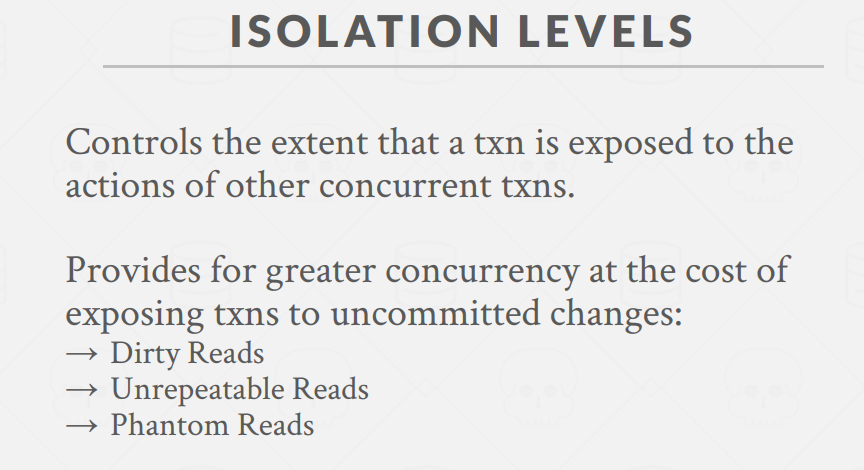 ISOLATION LEVELS
Controls the extent that a txn is exposed to the
actions of other concurrent txns.
Provides for greater concurrency at the cost of
exposing txns to uncommitted changes:
→ Dirty Reads
→ Unrepeatable Reads
→ Phantom Reads